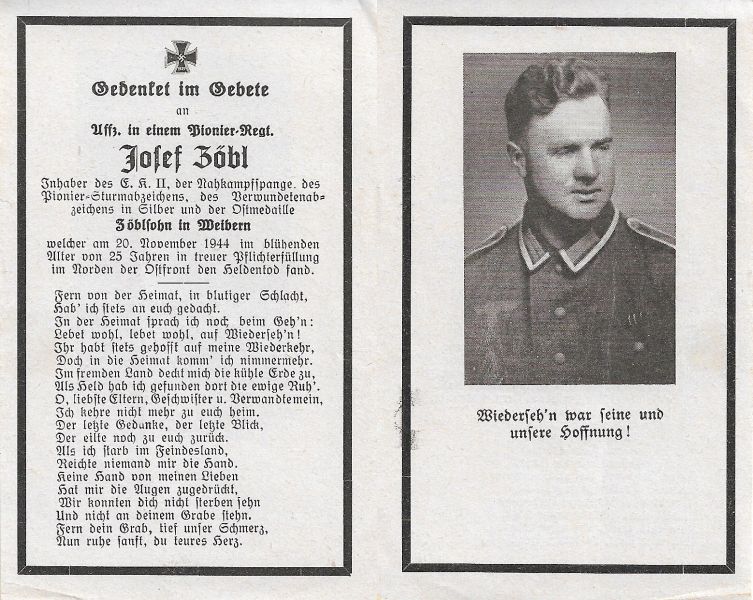 Gedenket im Gebete
an
Uffz. in einem Pionier-Regt.
Josef Zöbl
Inhaber des E. K. II, der Nahkampfspange, des
Pionier-Sturmabzeichens, des Verwundetenab-
zeichens in Silber und der Ostmedaille
Zöblsohn in Weibern
welcher am 20. November 1944 im blühenden
Alter von 25 Jahren in treuer Pflichterfüllung
im Norden der Ostfront den Heldentod fand.
Fern von der Heimat, in blutiger Schlacht,
Hab' ich stets an euch gedacht.
In der Heimat sprach ich noch beim Geh'n:
Lebet wohl, lebet wohl, auf Wiederseh'n!
Ihr habt stets gehofft auf meine Wiederkehr,
Doch in die Heimat komm' ich nimmermehr.
Im fremden Land deckt mich die kühle Erde zu,
Als Held hab ich gefunden dort die ewige Ruh'.
O, liebste Eltern, Geschwister u. Verwandte mein,
Ich kehre nicht mehr zu euch heim.
Der letzte Gedanke, der letzte Blick,
Der eilte noch zu euch zurück.
Als ich starb im Feindesland,
Reichte niemand mir die Hand.
Keine Hand von meinen Lieben
Hat mir die Augen zugedrückt,
Wir konnten dich nicht sterben sehn
Und nicht an deinem Grabe stehn.
Fern dein Grab, tief unser Schmerz,
Nun ruhe sanft, du teures Herz.
Wiederseh'n war seine und
unsere Hoffnung!